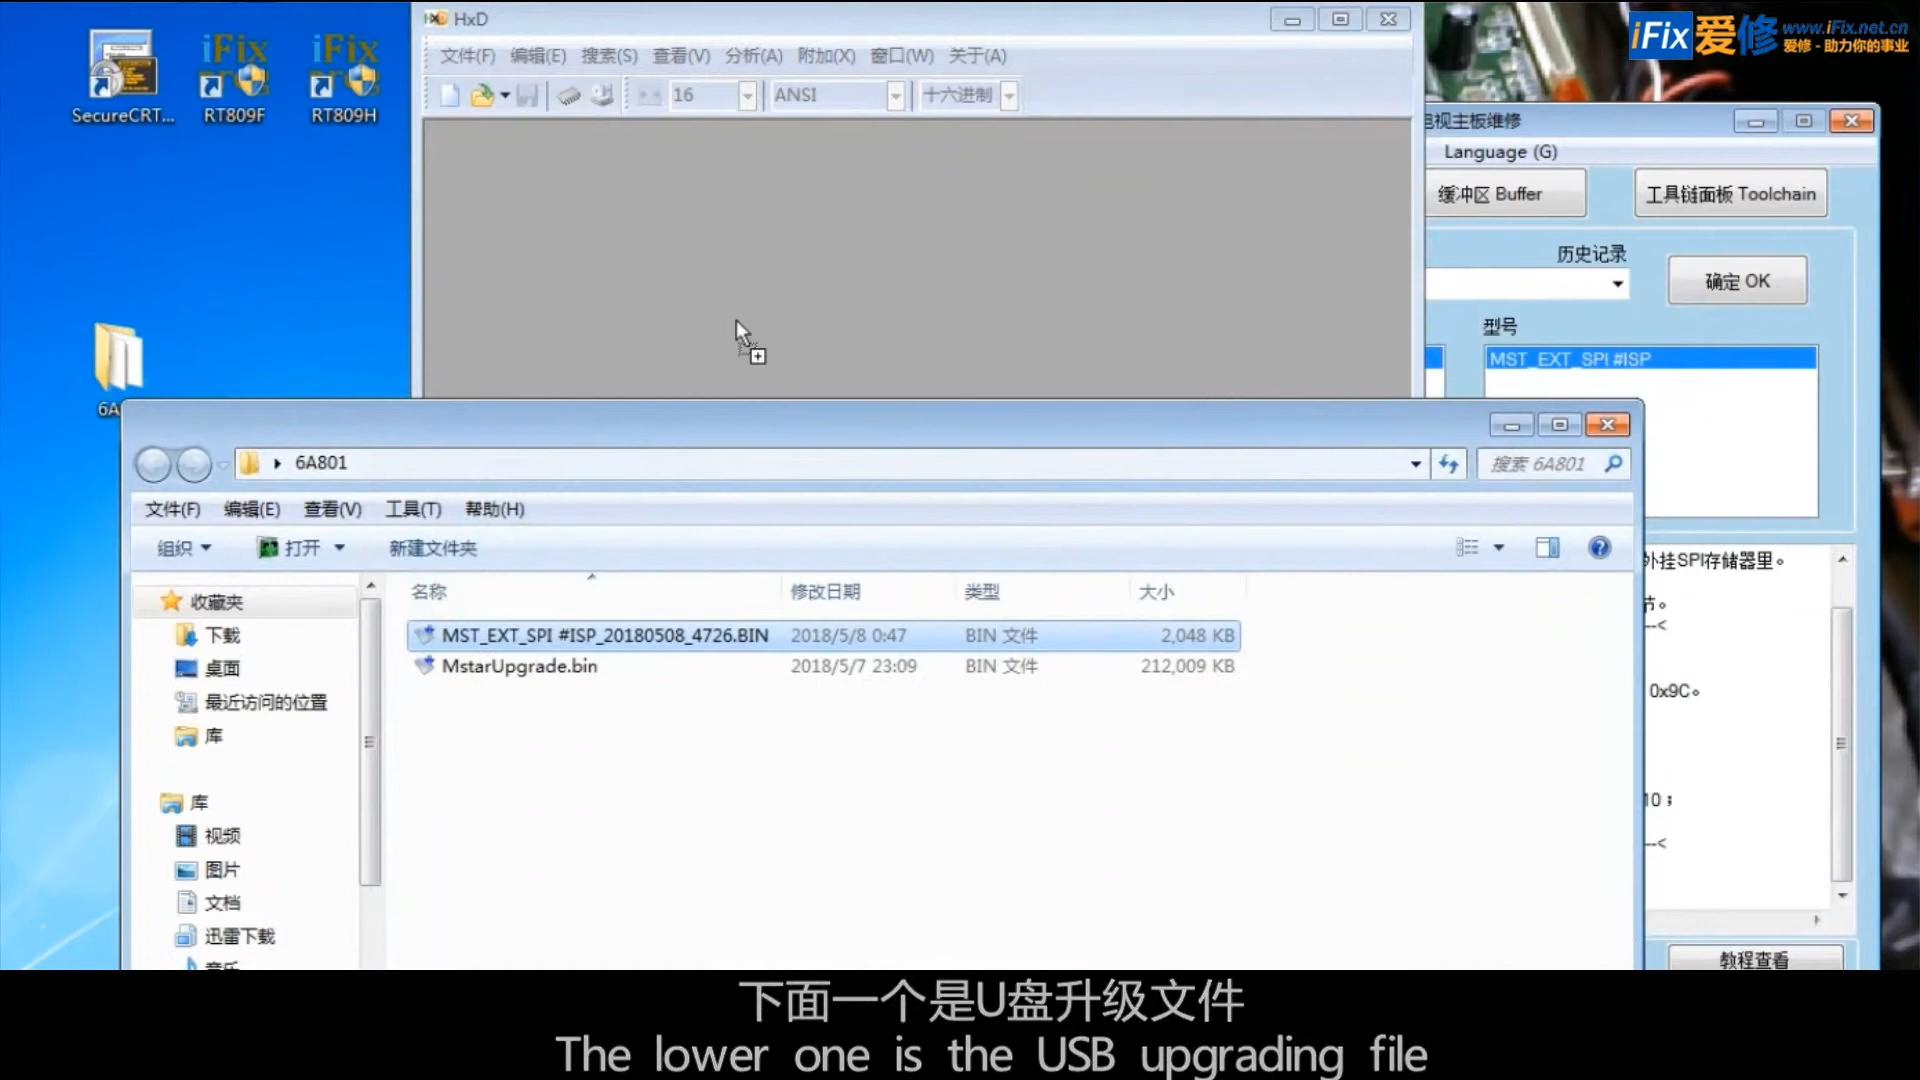 HxD
文件(F) 编辑(E) 搜索(S) 查看(V) 分析(A) 附加(X) 窗口(W) 关于(A)
16 ANSI 十六进制
iFix爱修 www.iFix.net.cn
爱修 - 助力你的事业
SecureCRT...
iFix
RT809F
iFix
RT809H
6A
电视主板维修
Language (G)
缓冲区 Buffer
工具链面板 Toolchain
历史记录
确定 OK
型号
MST_EXT_SPI #ISP
外挂SPI存储器里。
节。
--<
0x9C。
10；
--<
教程查看
6A801
搜索 6A801
文件(F) 编辑(E) 查看(V) 工具(T) 帮助(H)
组织 打开 新建文件夹
名称 修改日期 类型 大小
MST_EXT_SPI #ISP_20180508_4726.BIN 2018/5/8 0:47 BIN 文件 2,048 KB
MstarUpgrade.bin 2018/5/7 23:09 BIN 文件 212,009 KB
收藏夹
下载
桌面
最近访问的位置
库
库
视频
图片
文档
迅雷下载
音乐
下面一个是U盘升级文件
The lower one is the USB upgrading file